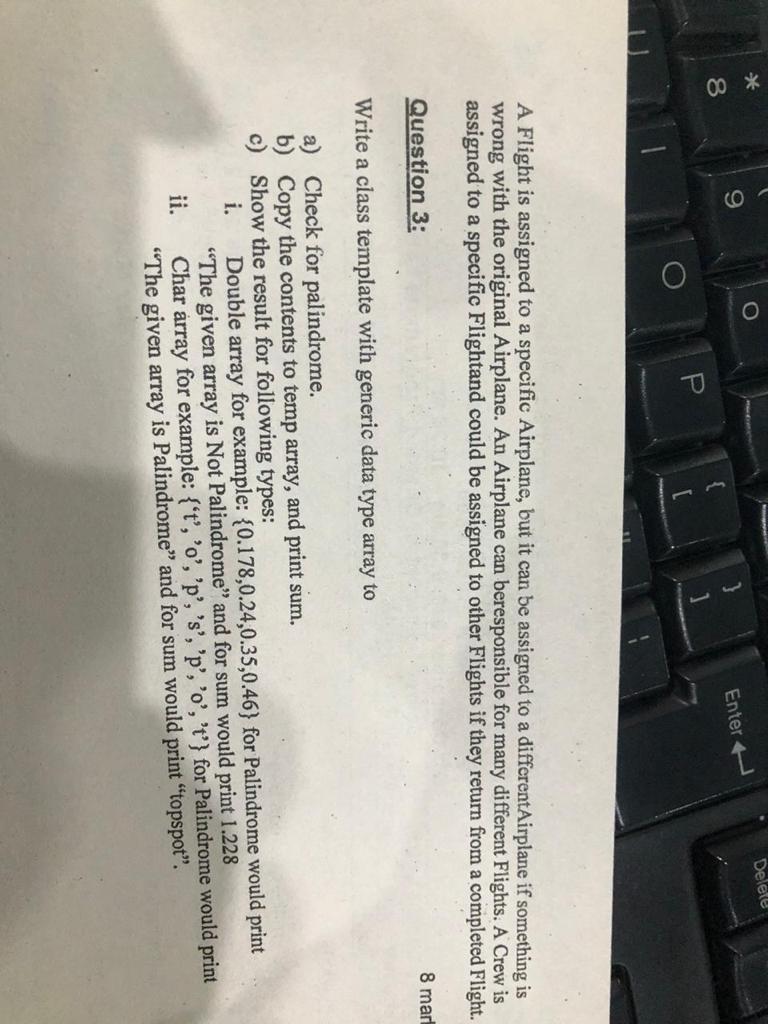 *
8
9
O
{
[
}
]
Enter
Delete
U
I
O
P
A Flight is assigned to a specific Airplane, but it can be assigned to a differentAirplane if something is
wrong with the original Airplane. An Airplane can beresponsible for many different Flights. A Crew is
assigned to a specific Flightand could be assigned to other Flights if they return from a completed Flight.
Question 3:
8 mar
Write a class template with generic data type array to
a) Check for palindrome.
b) Copy the contents to temp array, and print sum.
c) Show the result for following types:
i. Double array for example: {0.178,0.24,0.35,0.46} for Palindrome would print
“The given array is Not Palindrome” and for sum would print 1.228
ii. Char array for example: {‘t’, ’o’, ’p’, ’s’, ’p’, ’o’, ’t’} for Palindrome would print
“The given array is Palindrome” and for sum would print “topspot”.